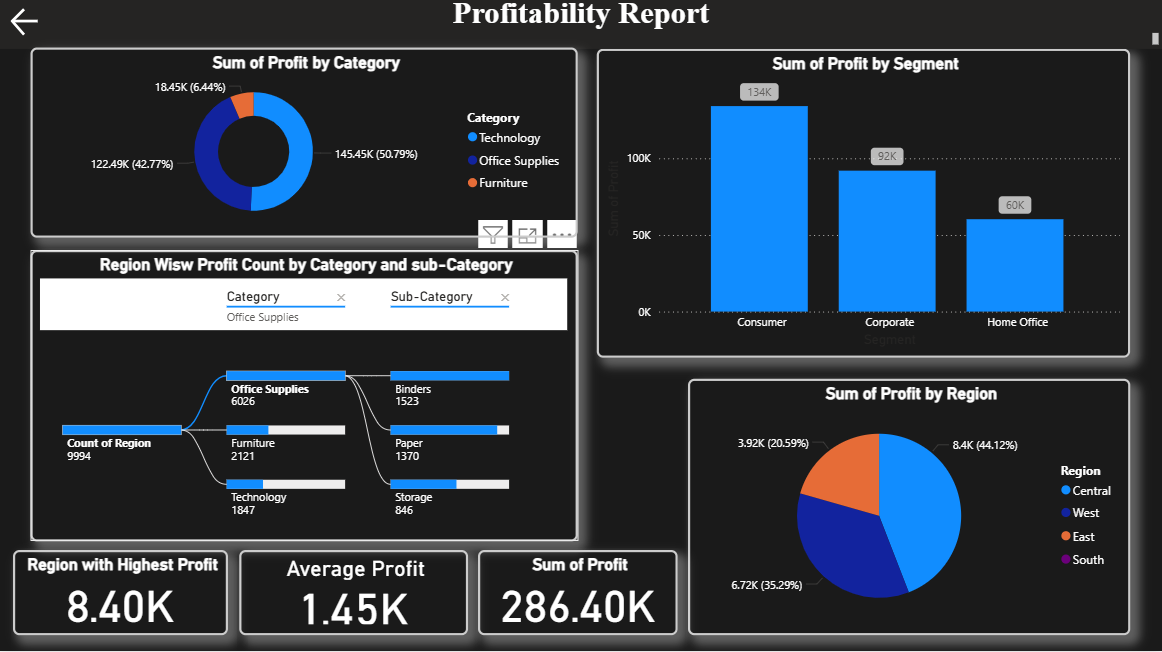 Profitability Report
Sum of Profit by Category
18.45K (6.44%)
122.49K (42.77%)
145.45K (50.79%)
Category
Technology
Office Supplies
Furniture
Sum of Profit by Segment
Sum of Profit
100K
50K
0K
134K
92K
60K
Consumer
Corporate
Home Office
Segment
Region Wisw Profit Count by Category and sub-Category
Category
Sub-Category
Office Supplies
Count of Region
9994
Office Supplies
6026
Furniture
2121
Technology
1847
Binders
1523
Paper
1370
Storage
846
Sum of Profit by Region
3.92K (20.59%)
8.4K (44.12%)
6.72K (35.29%)
Region
Central
West
East
South
Region with Highest Profit
8.40K
Average Profit
1.45K
Sum of Profit
286.40K